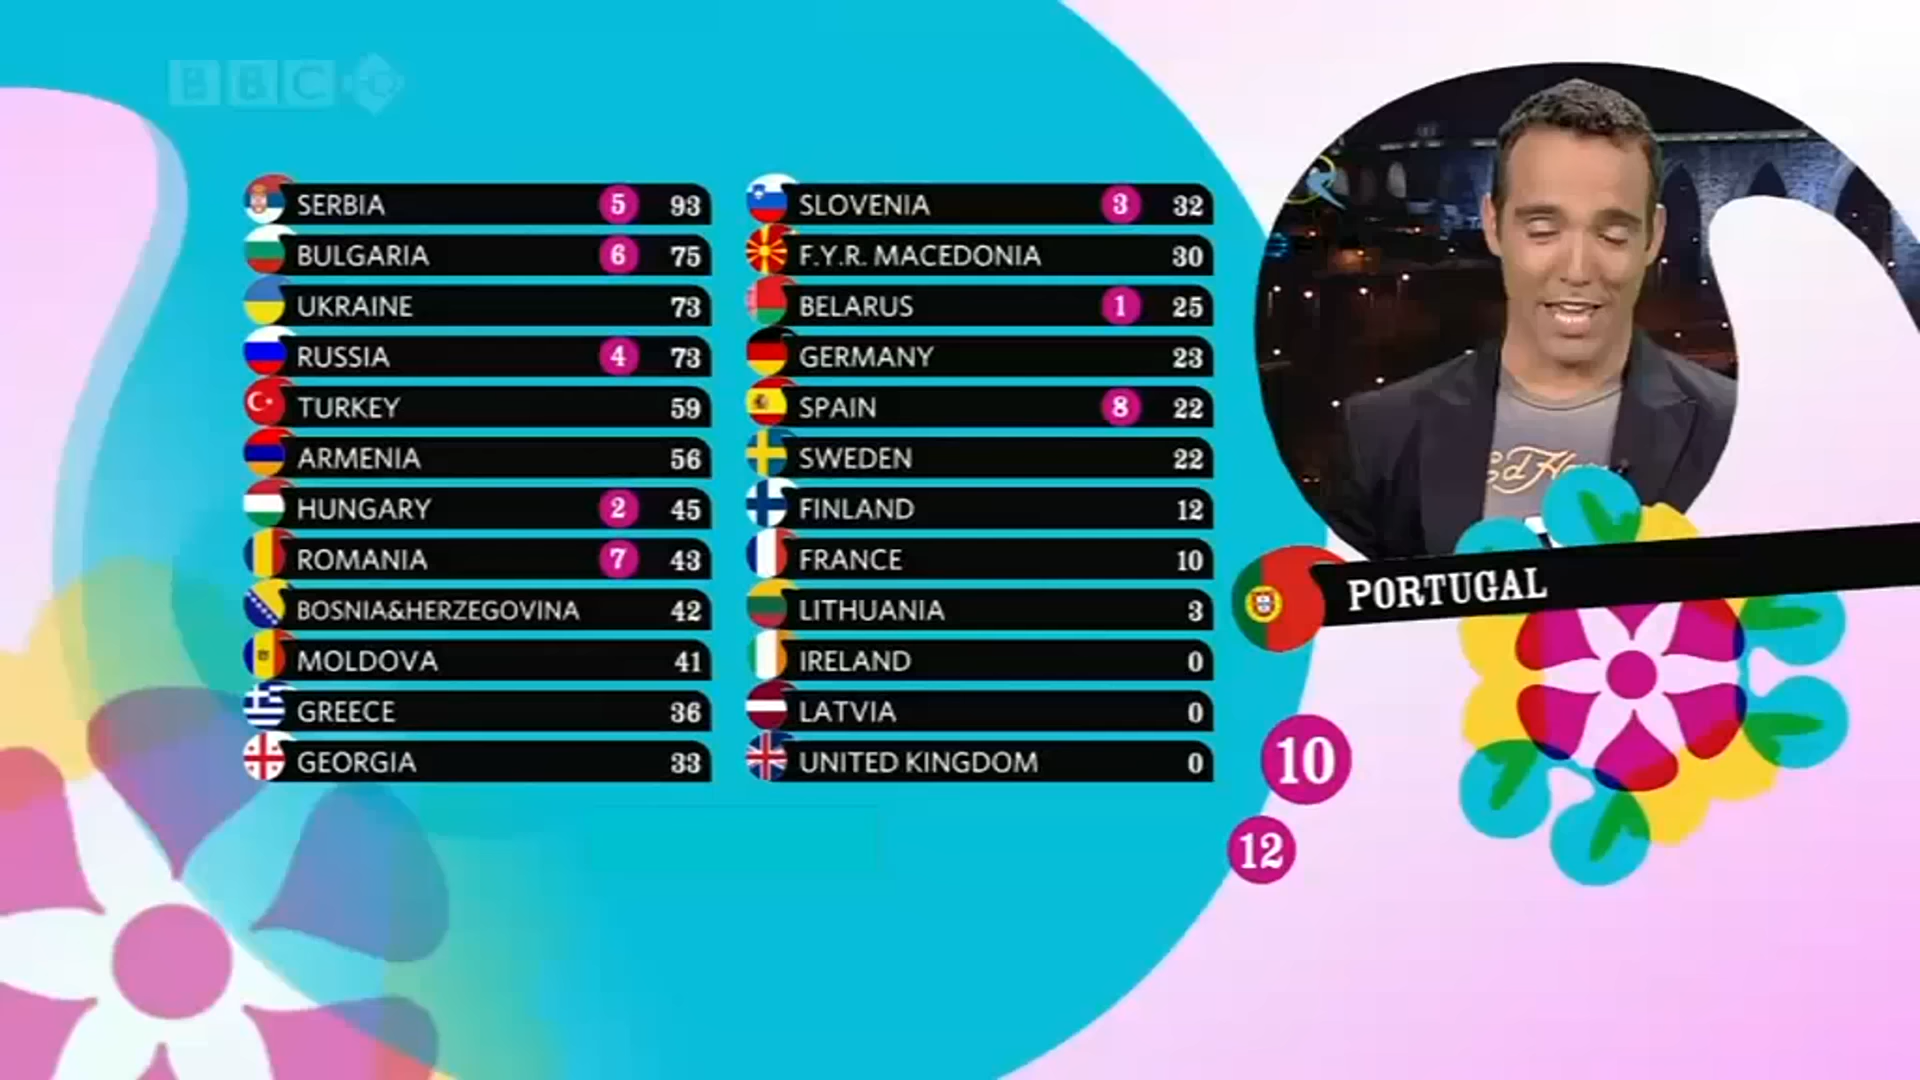 BBC
SERBIA 5 93
BULGARIA 6 75
UKRAINE 73
RUSSIA 4 73
TURKEY 59
ARMENIA 56
HUNGARY 2 45
ROMANIA 7 43
BOSNIA&HERZEGOVINA 42
MOLDOVA 41
GREECE 36
GEORGIA 33
SLOVENIA 3 32
F.Y.R. MACEDONIA 30
BELARUS 1 25
GERMANY 23
SPAIN 8 22
SWEDEN 22
FINLAND 12
FRANCE 10
LITHUANIA 3
IRELAND 0
LATVIA 0
UNITED KINGDOM 0
PORTUGAL
10
12